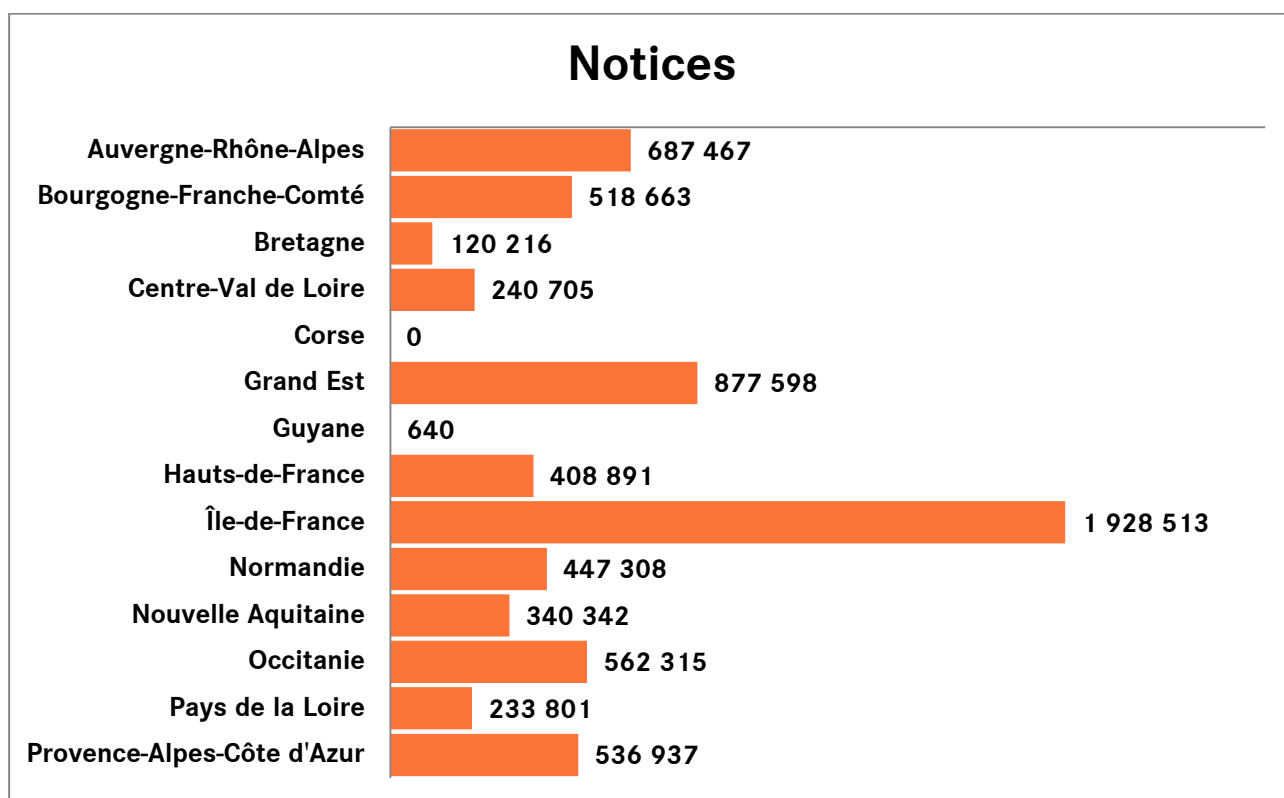 Notices
Auvergne-Rhône-Alpes 687 467
Bourgogne-Franche-Comté 518 663
Bretagne 120 216
Centre-Val de Loire 240 705
Corse 0
Grand Est 877 598
Guyane 640
Hauts-de-France 408 891
Île-de-France 1 928 513
Normandie 447 308
Nouvelle Aquitaine 340 342
Occitanie 562 315
Pays de la Loire 233 801
Provence-Alpes-Côte d'Azur 536 937